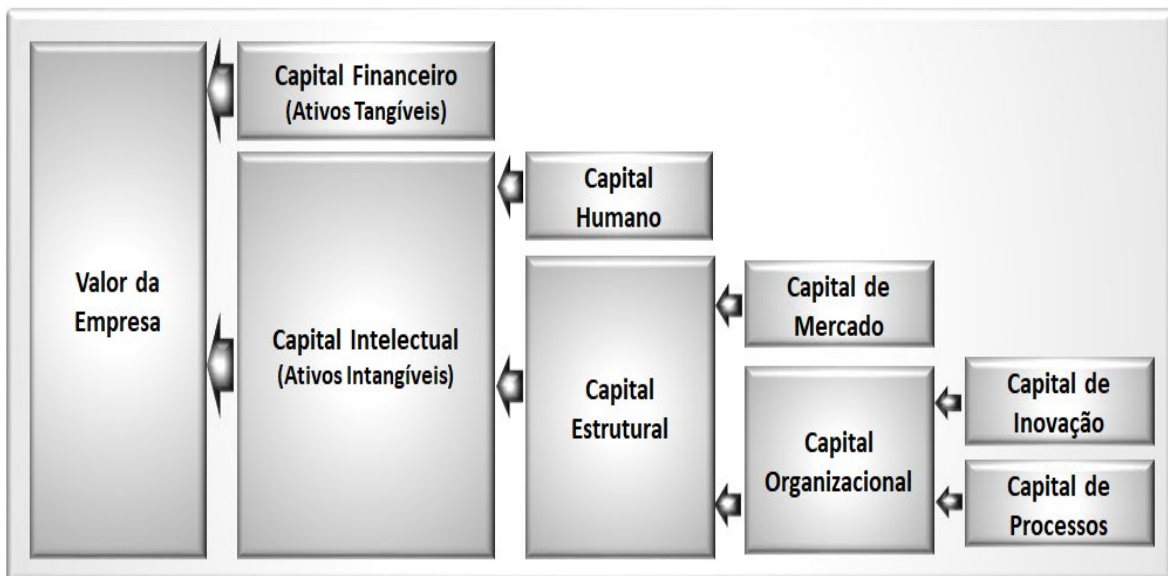 Valor da
Empresa
Capital Financeiro
(Ativos Tangíveis)
Capital Intelectual
(Ativos Intangíveis)
Capital
Humano
Capital
Estrutural
Capital de
Mercado
Capital
Organizacional
Capital de
Inovação
Capital de
Processos